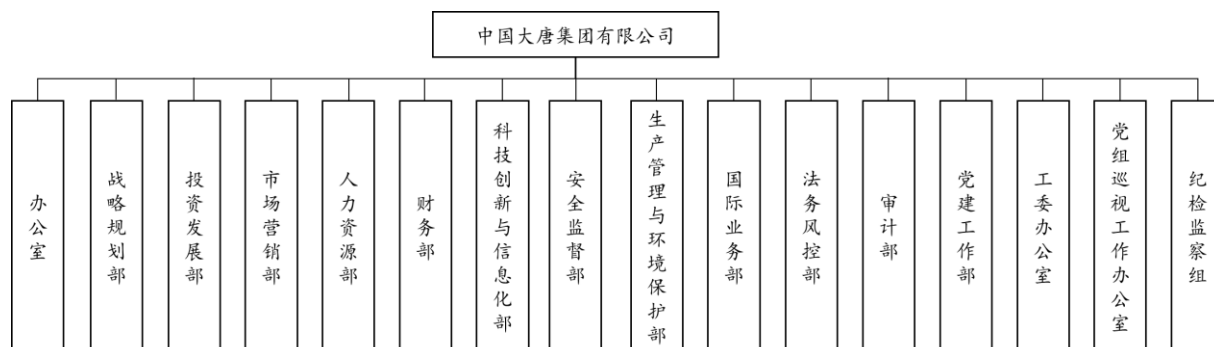 中国大唐集团有限公司
办公室
战略规划部
投资发展部
市场营销部
人力资源部
财务部
科技创新与信息化部
安全监督部
生产管理与环境保护部
国际业务部
法务风控部
审计部
党建工作部
工委办公室
党组巡视工作办公室
纪检监察组